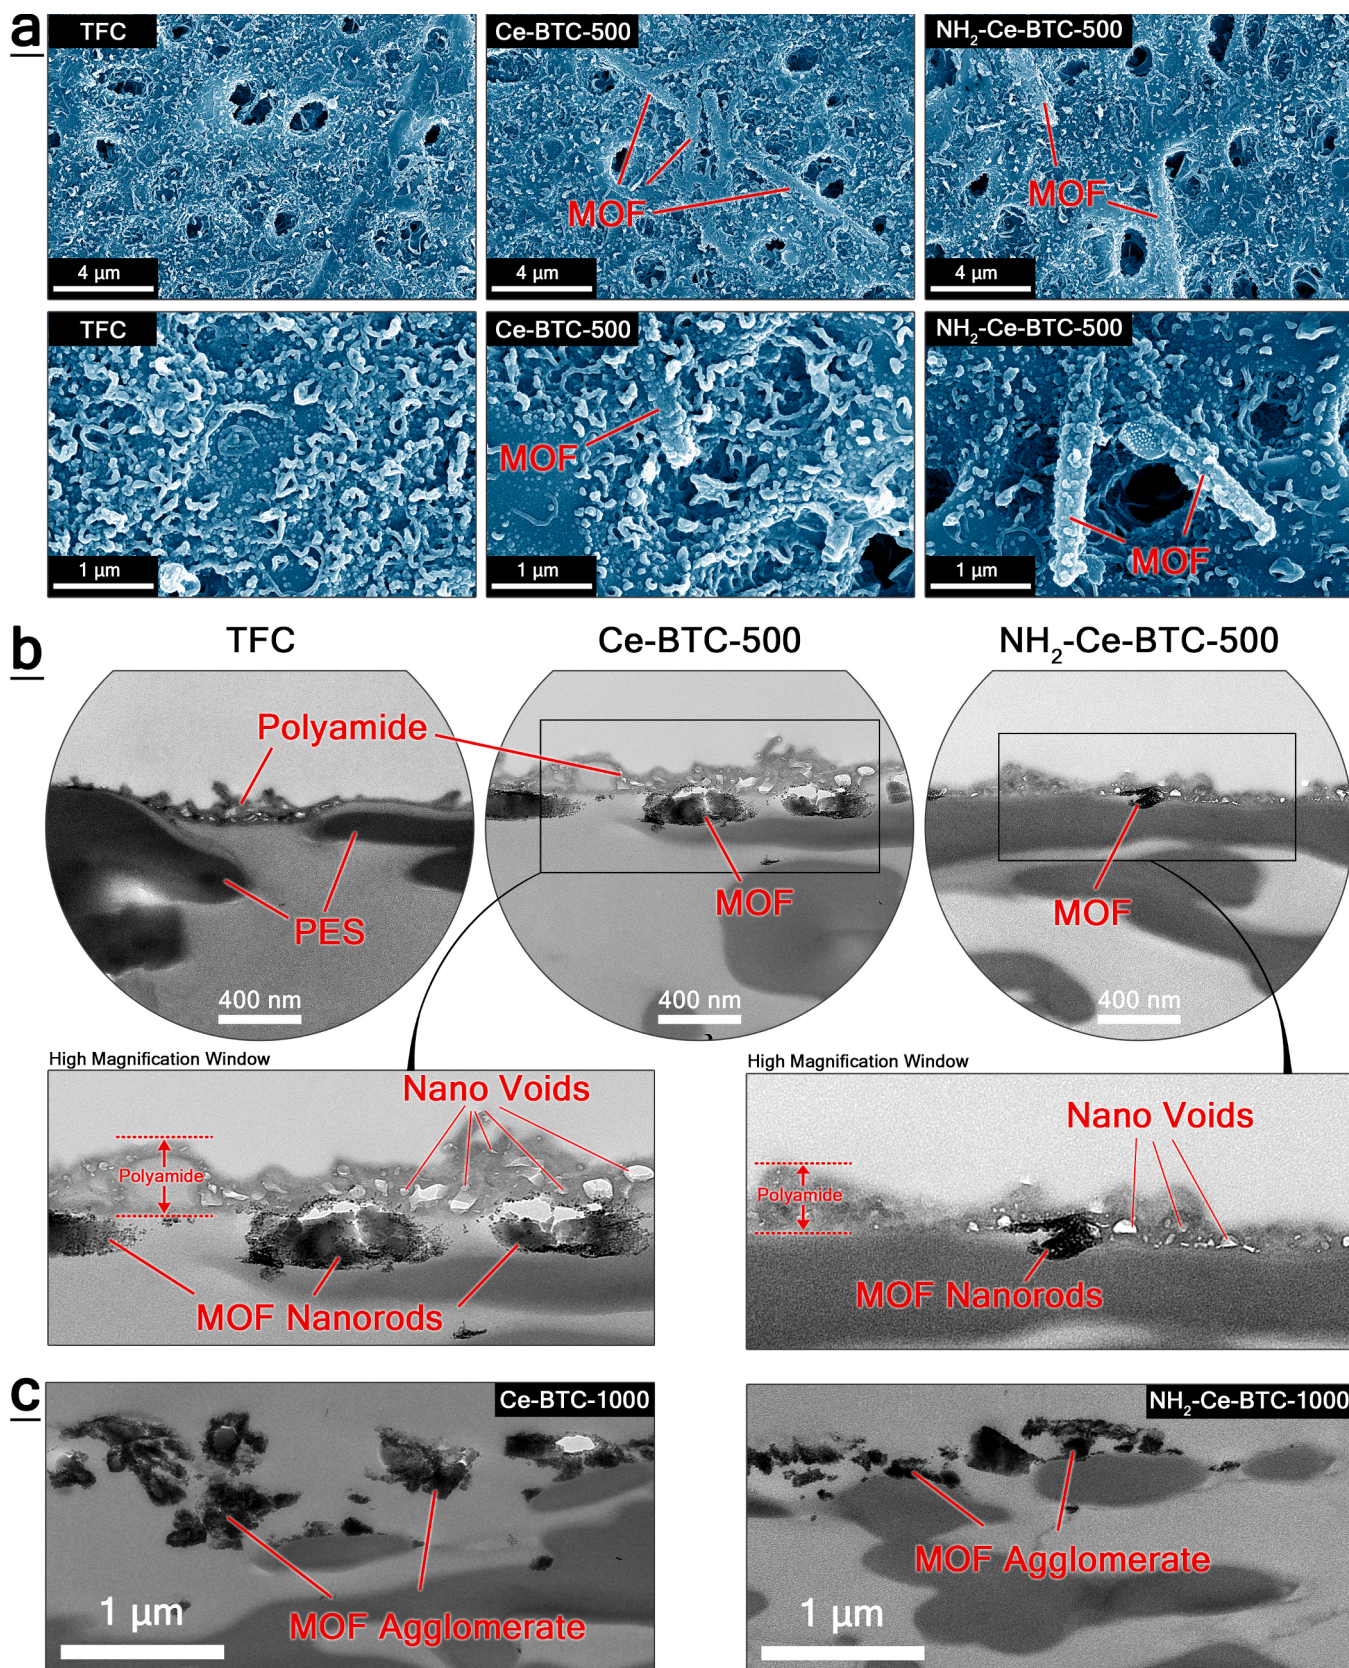 a
TFC
Ce-BTC-500
NH₂-Ce-BTC-500
MOF
MOF
4 µm
4 µm
4 µm
TFC
Ce-BTC-500
NH₂-Ce-BTC-500
MOF
MOF
1 µm
1 µm
1 µm
b
TFC
Ce-BTC-500
NH₂-Ce-BTC-500
Polyamide
PES
MOF
MOF
400 nm
400 nm
400 nm
High Magnification Window
High Magnification Window
Nano Voids
Polyamide
MOF Nanorods
Nano Voids
Polyamide
MOF Nanorods
c
Ce-BTC-1000
NH₂-Ce-BTC-1000
MOF Agglomerate
1 µm
MOF Agglomerate
1 µm